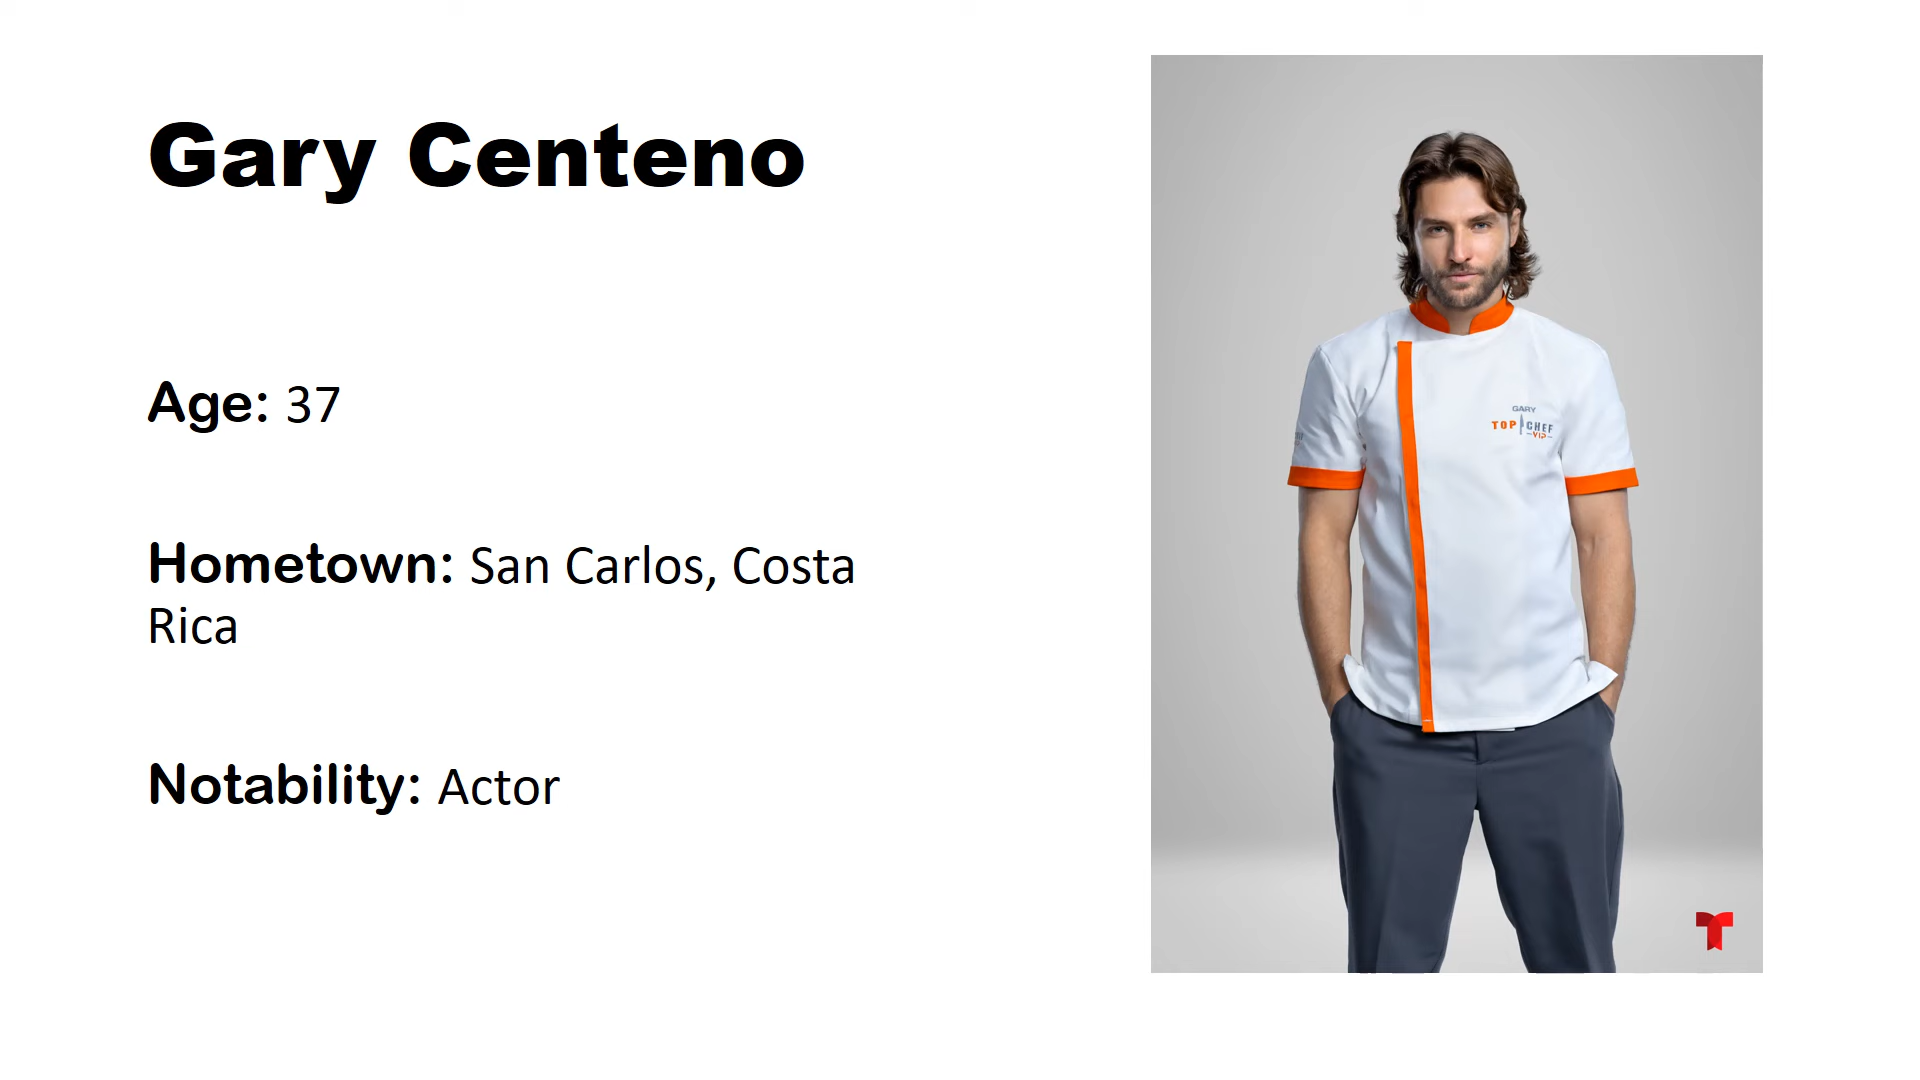 Gary Centeno
Age: 37
Hometown: San Carlos, Costa
Rica
Notability: Actor
GARY
TOP CHEF
VIP